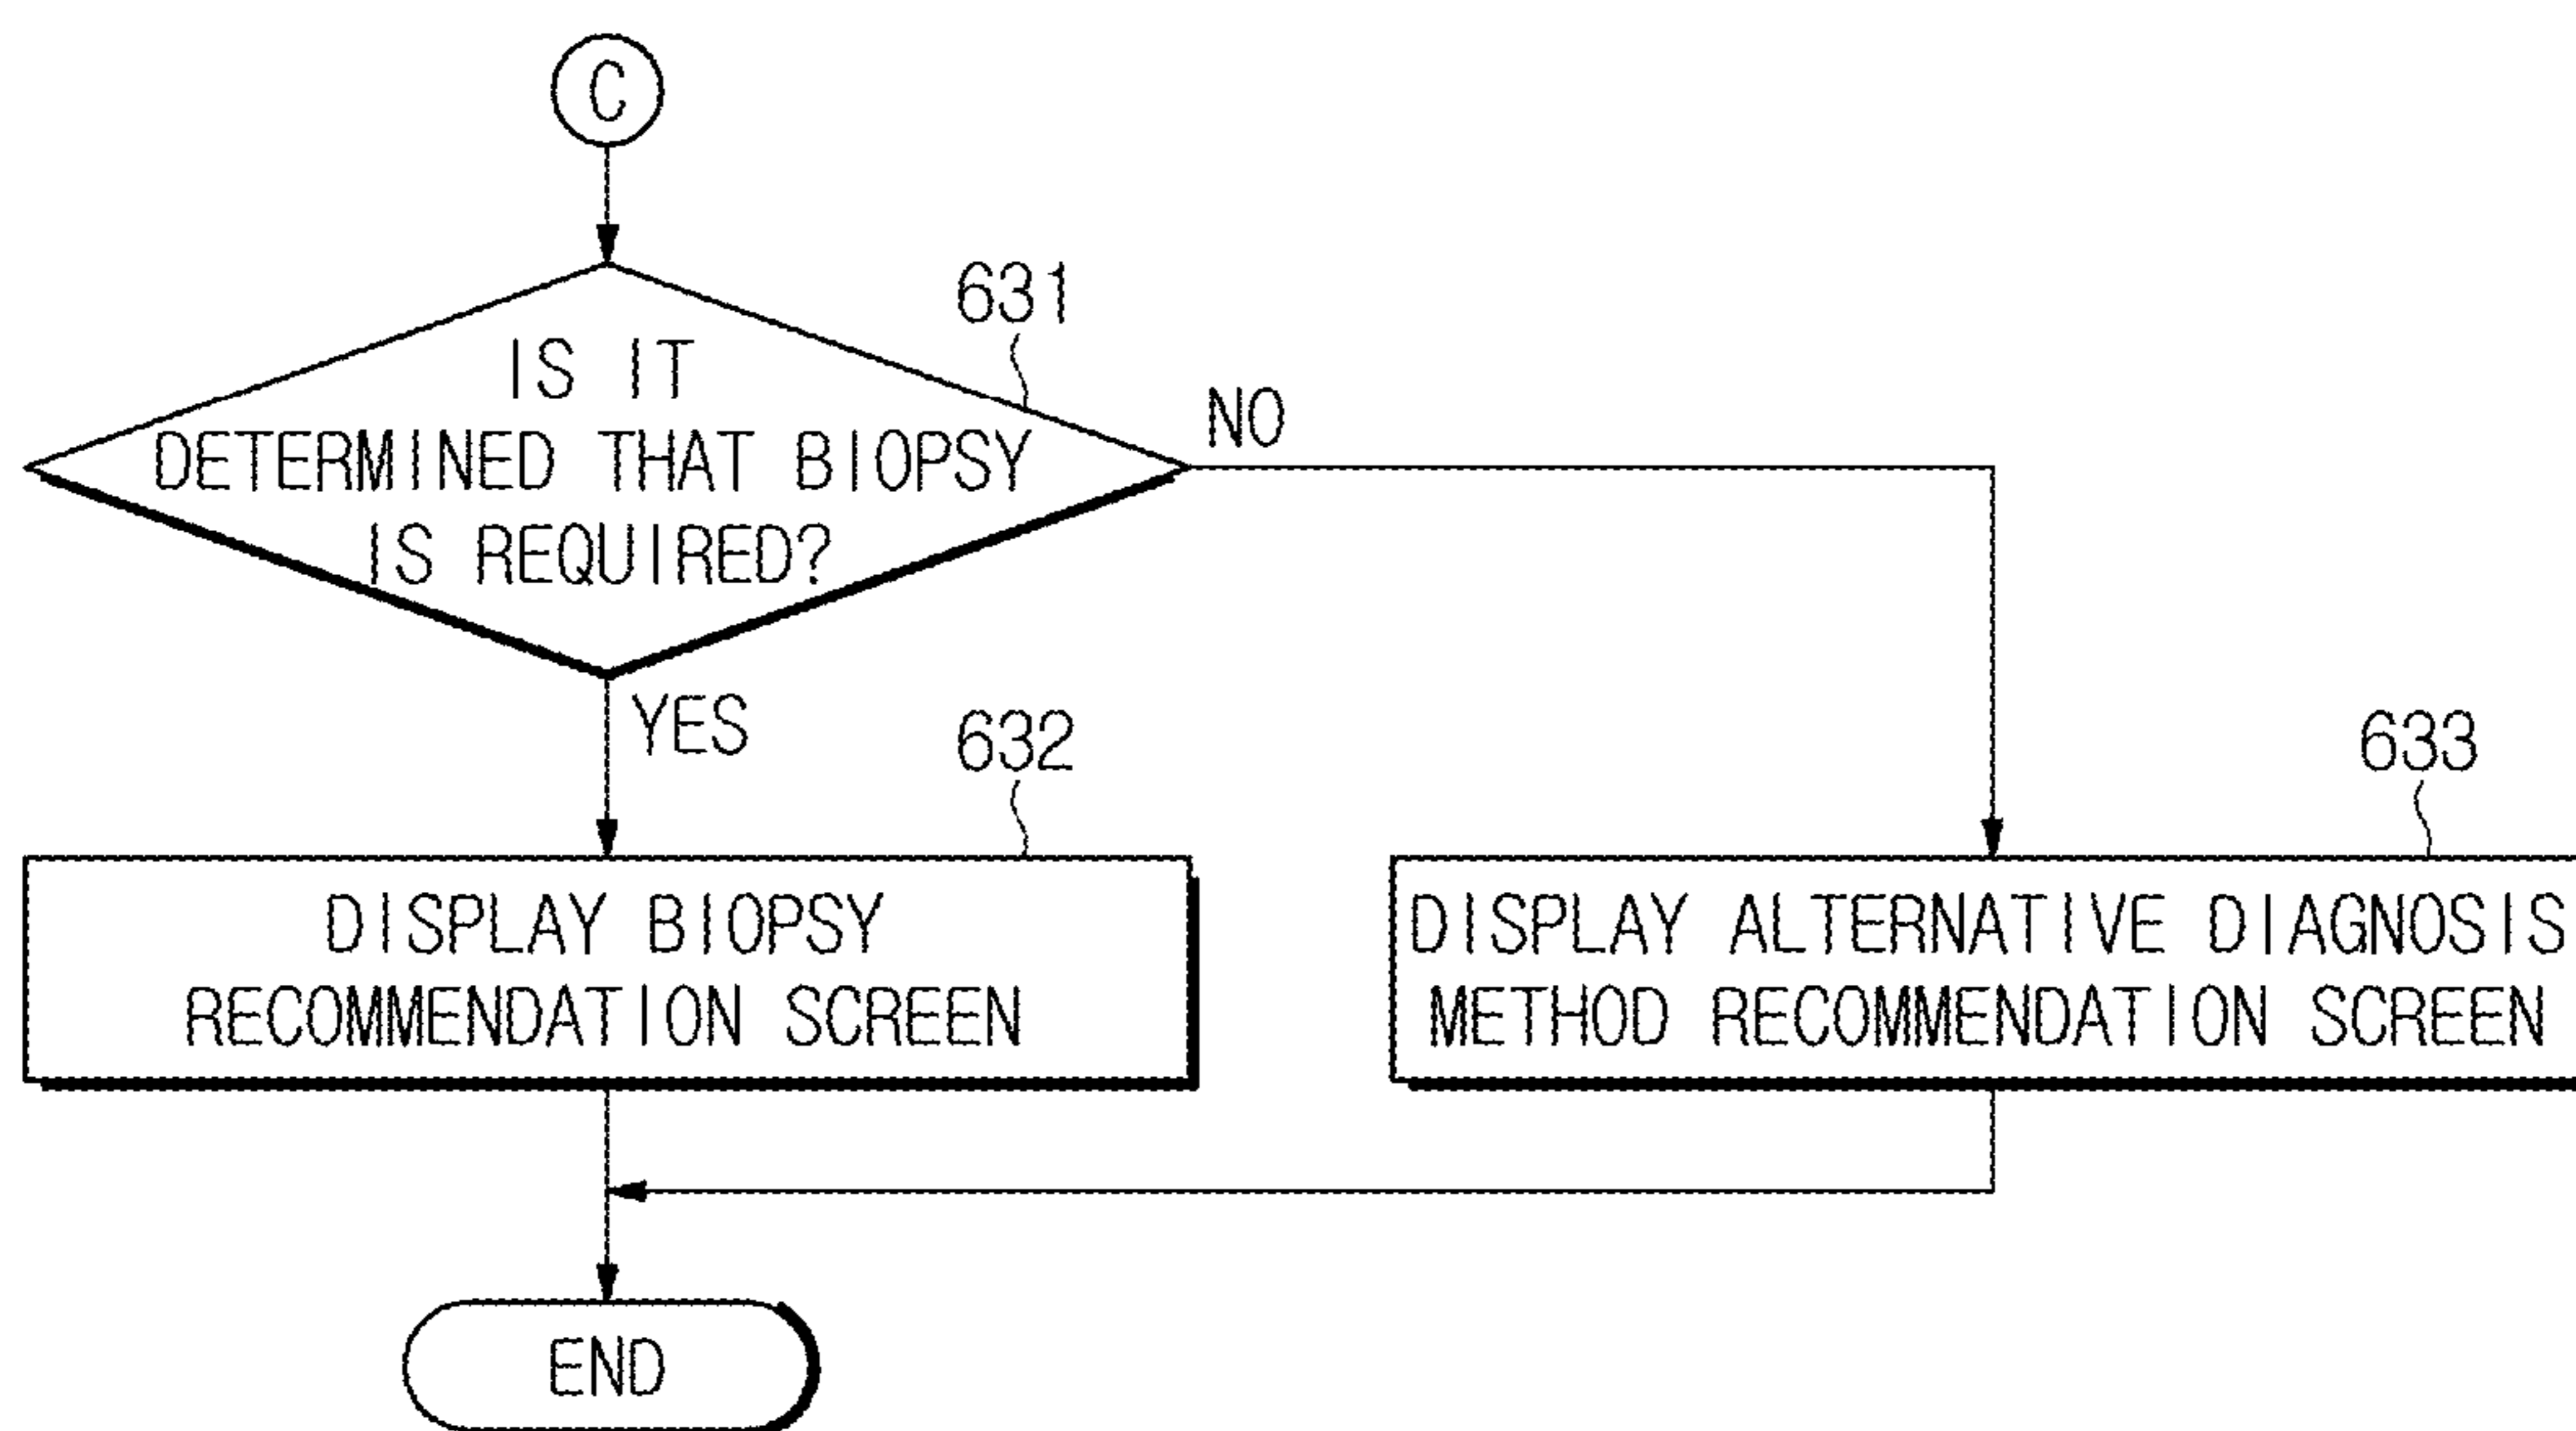 C
631
IS IT
DETERMINED THAT BIOPSY
IS REQUIRED?
NO
YES
632
633
DISPLAY BIOPSY
RECOMMENDATION SCREEN
DISPLAY ALTERNATIVE DIAGNOSIS
METHOD RECOMMENDATION SCREEN
END